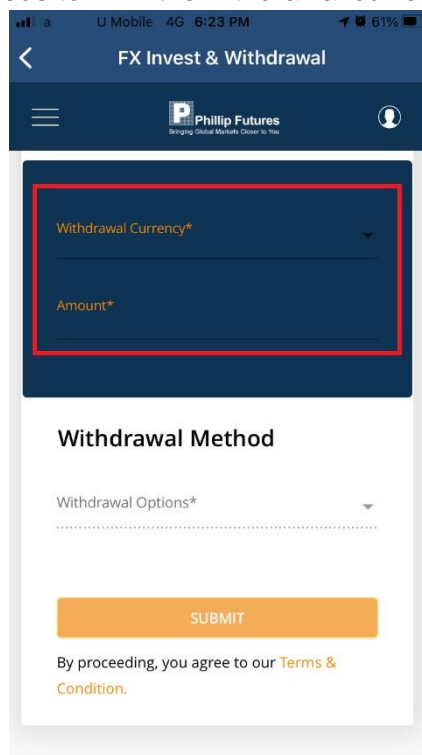 U Mobile 4G 6:23 PM 61%
FX Invest & Withdrawal
Phillip Futures
Bringing Global Markets Closer to You
Withdrawal Currency*
Amount*
Withdrawal Method
Withdrawal Options*
SUBMIT
By proceeding, you agree to our Terms &
Condition.